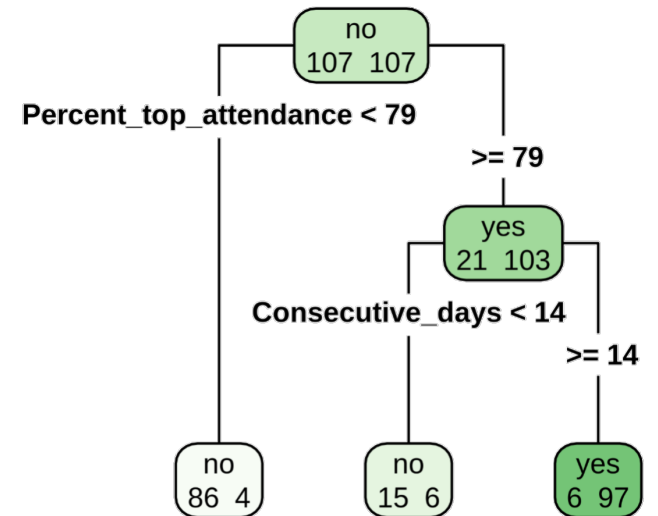 no
107 107
Percent_top_attendance < 79
>= 79
yes
21 103
Consecutive_days < 14
>= 14
no
86 4
no
15 6
yes
6 97